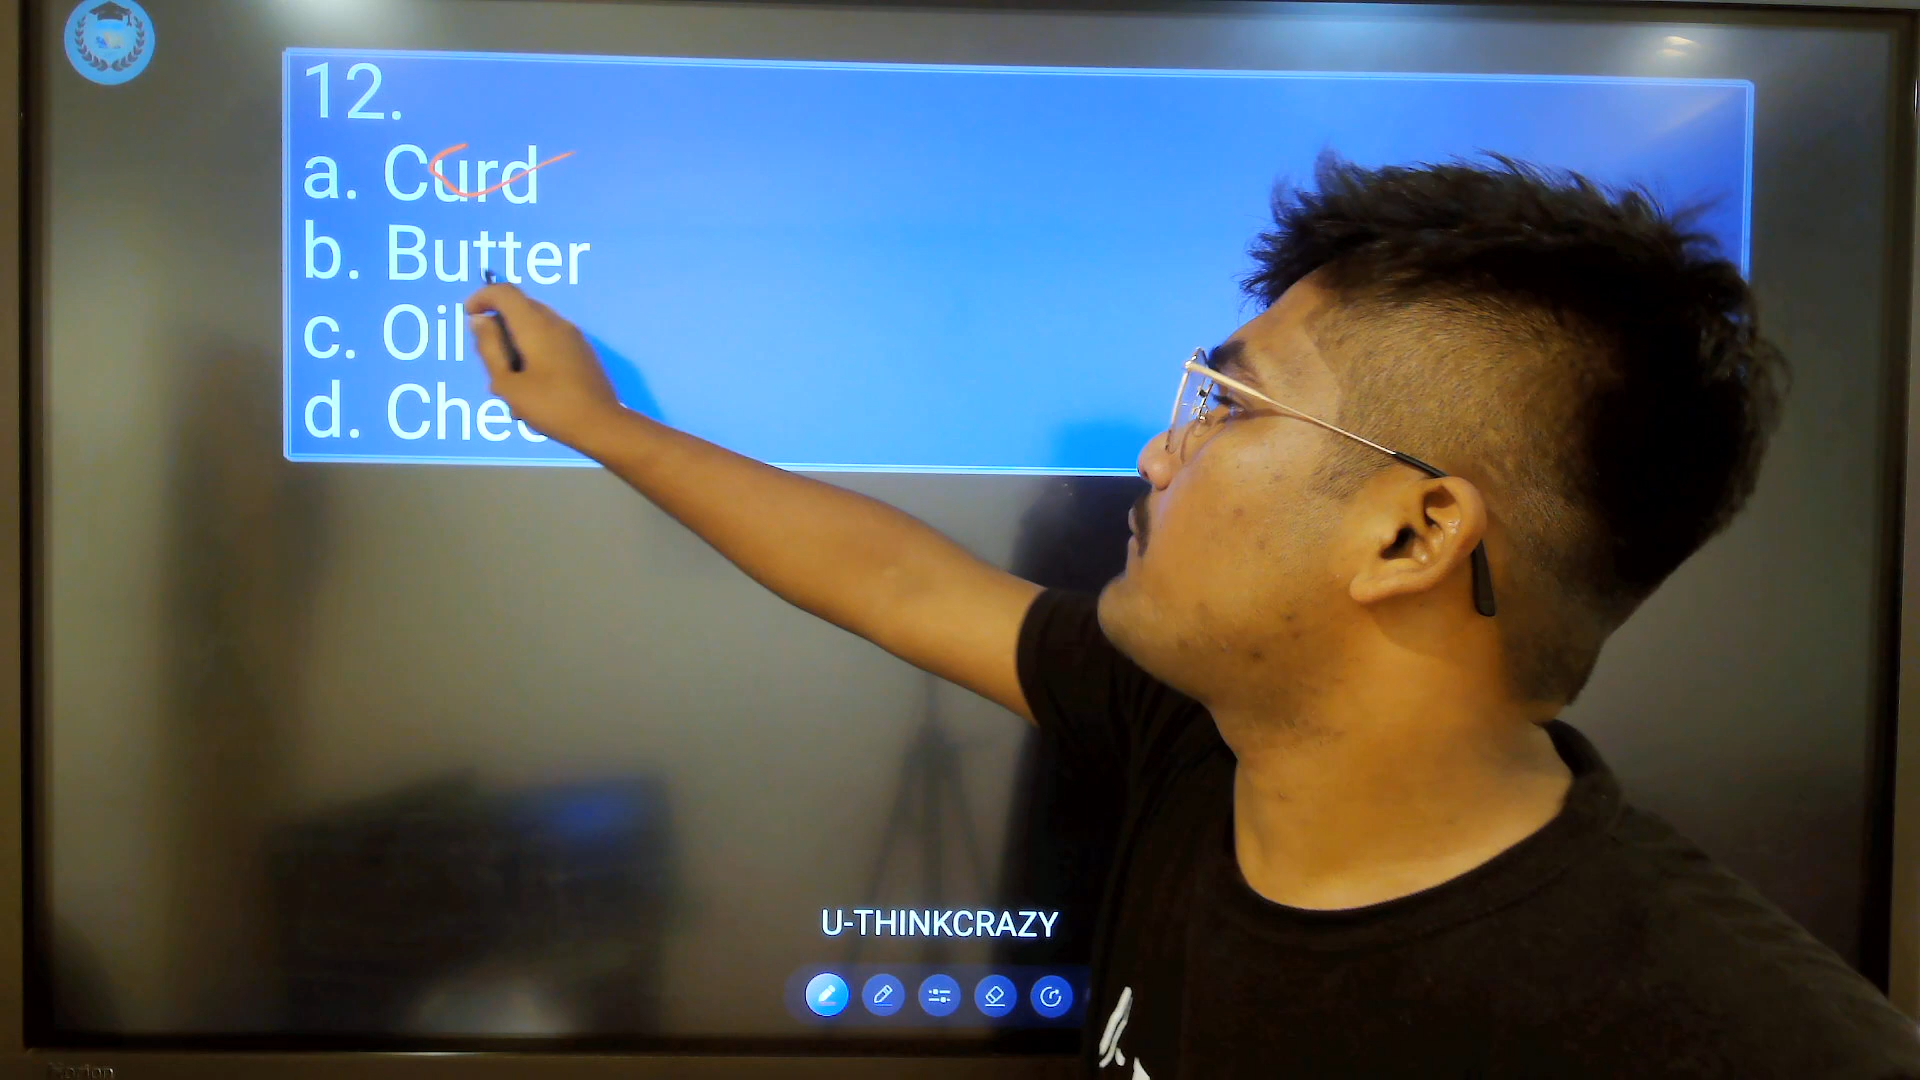 12.
a. Curd
b. Butter
c. Oil
d.
U-THINKCRAZY